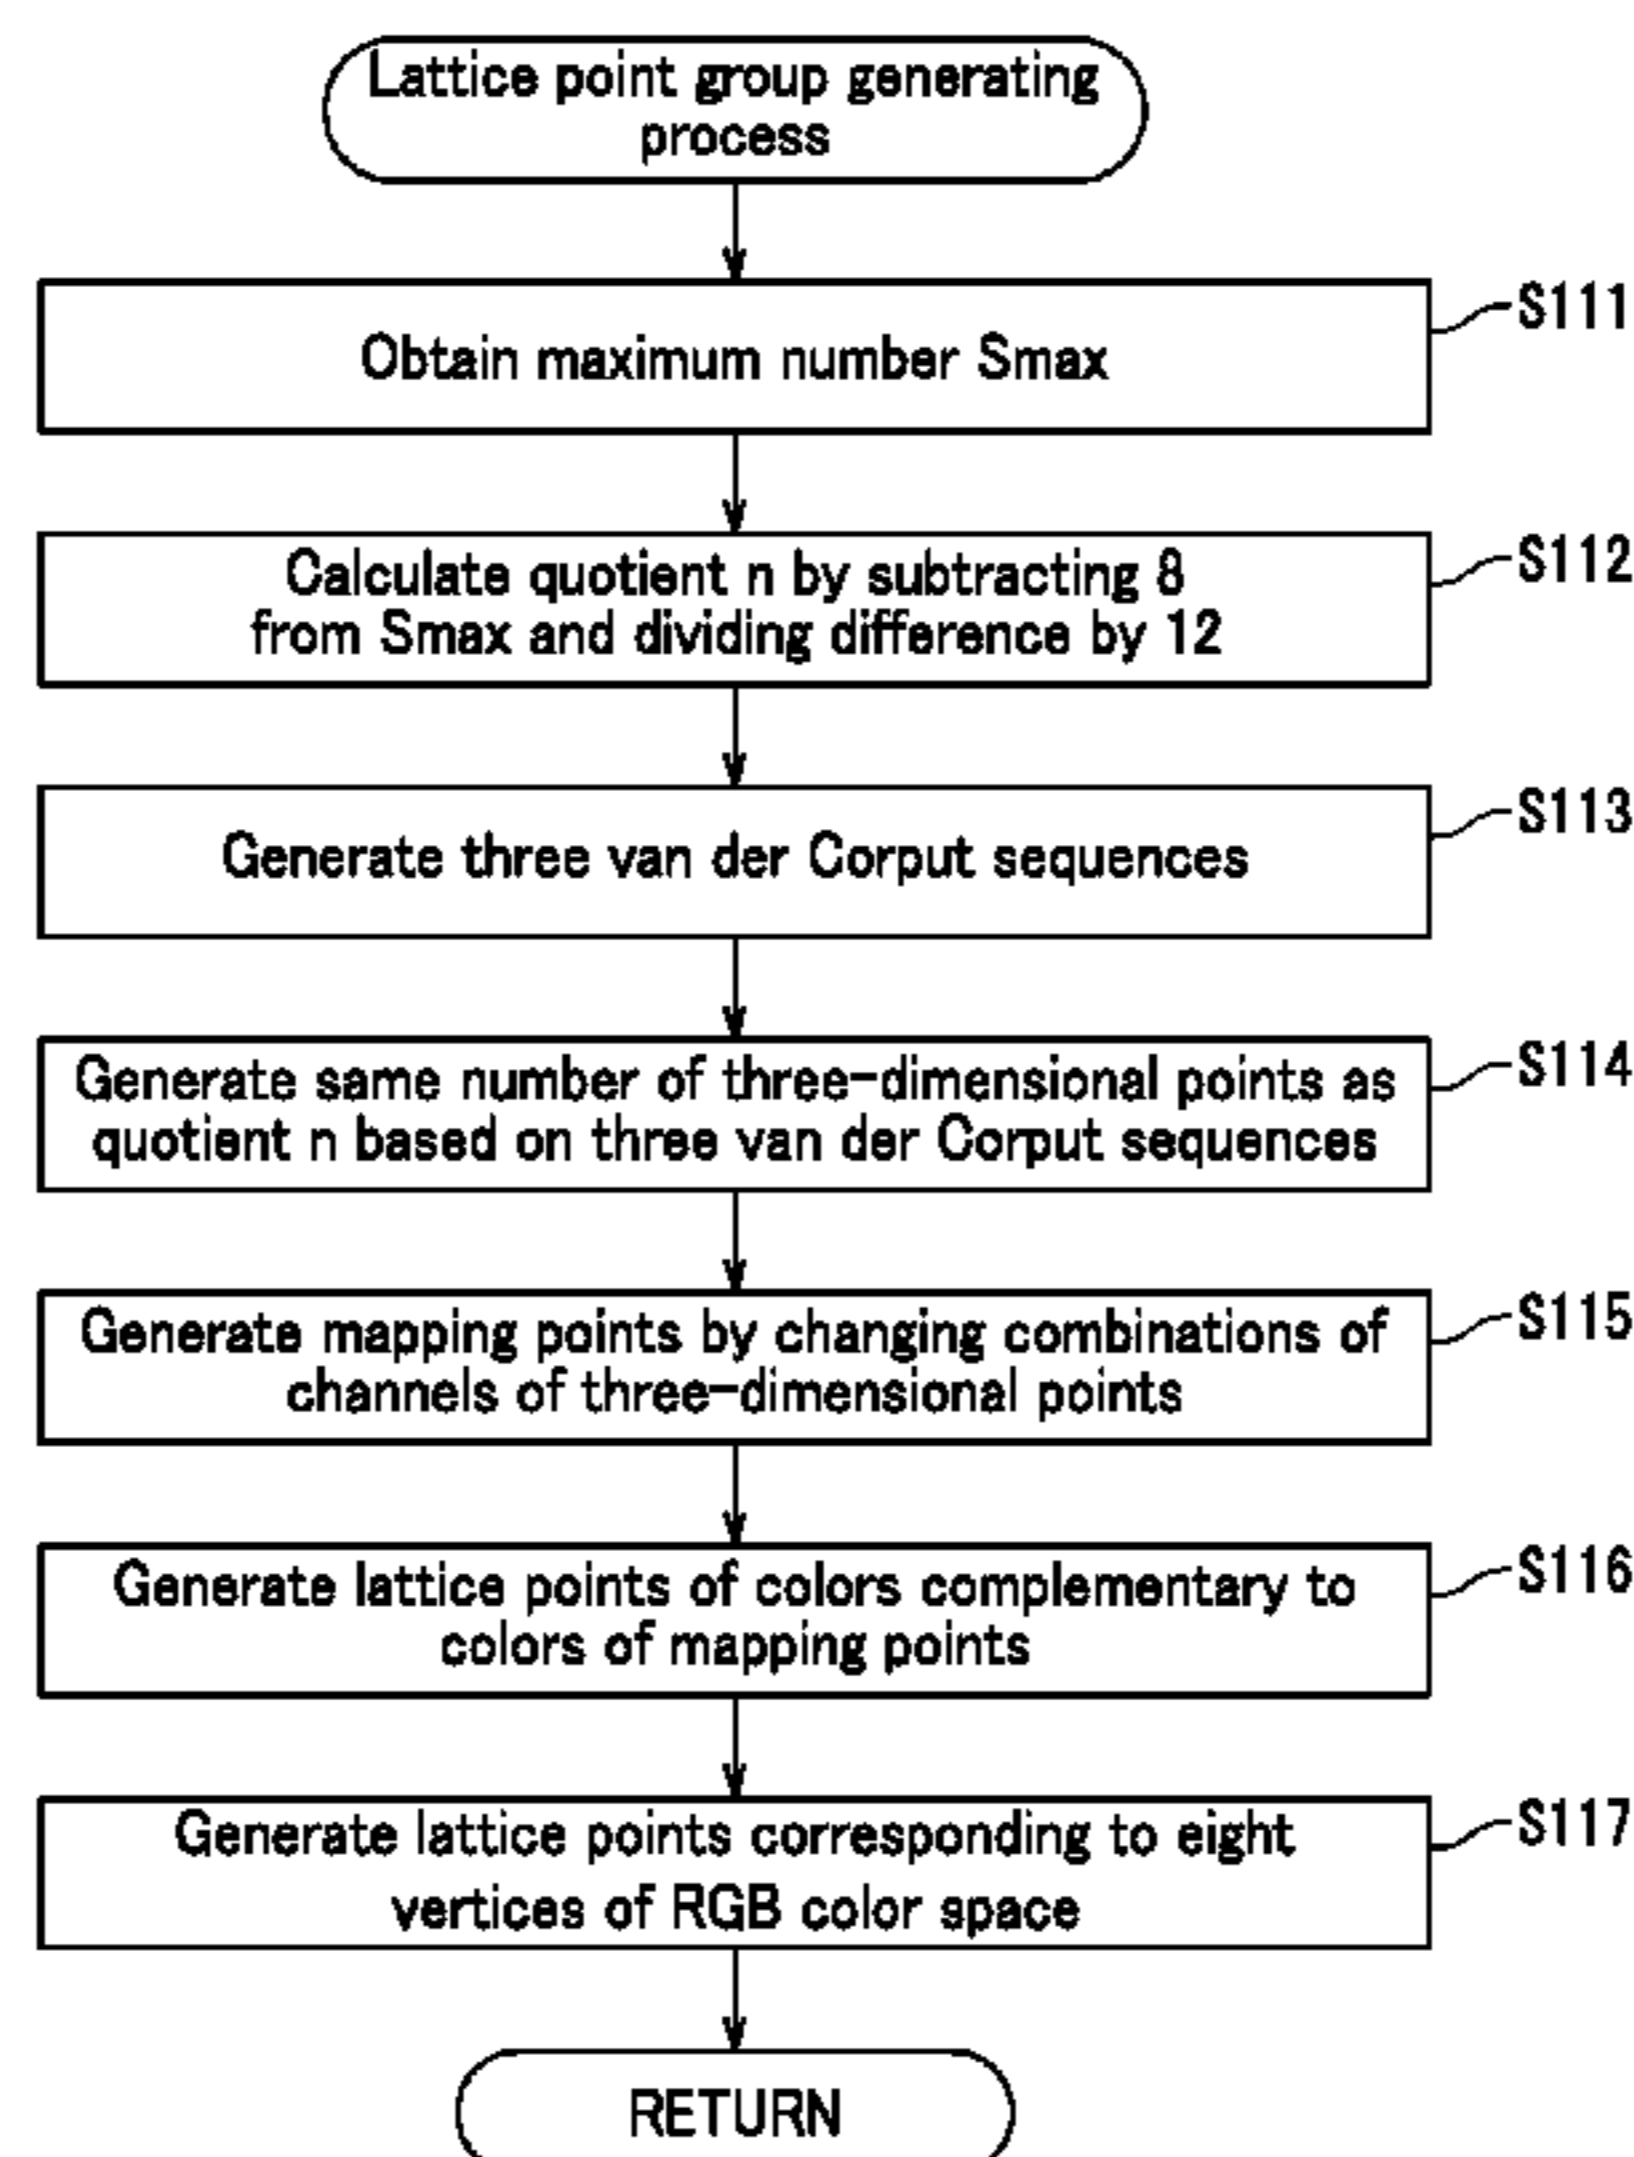 Lattice point group generating
process
Obtain maximum number Smax
S111
Calculate quotient n by subtracting 8
from Smax and dividing difference by 12
S112
Generate three van der Corput sequences
S113
Generate same number of three-dimensional points as
quotient n based on three van der Corput sequences
S114
Generate mapping points by changing combinations of
channels of three-dimensional points
S115
Generate lattice points of colors complementary to
colors of mapping points
S116
Generate lattice points corresponding to eight
vertices of RGB color space
S117
RETURN